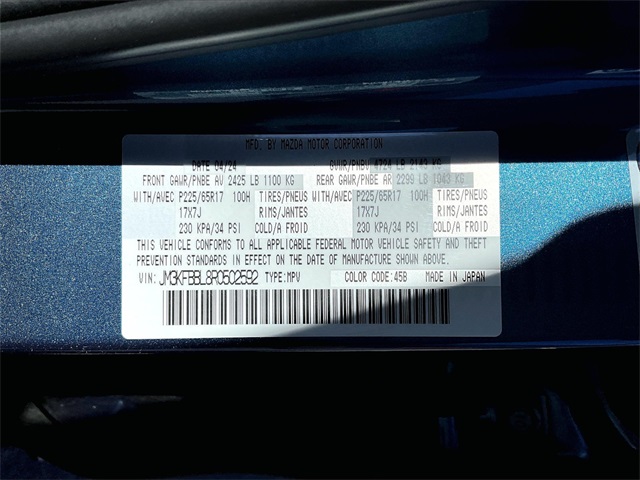 MFD. BY MAZDA MOTOR CORPORATION
DATE 04/24 GVWR/PNBV 4724 LB 2143 KG
FRONT GAWR/PNBE AV 2425 LB 1100 KG REAR GAWR/PNBE AR 2299 LB 1043 KG
WITH/AVEC P225/65R17 100H TIRES/PNEUS WITH/AVEC P225/65R17 100H TIRES/PNEUS
17X7J RIMS/JANTES 17X7J RIMS/JANTES
230 KPA/34 PSI COLD/A FROID 230 KPA/34 PSI COLD/A FROID
THIS VEHICLE CONFORMS TO ALL APPLICABLE FEDERAL MOTOR VEHICLE SAFETY AND THEFT
PREVENTION STANDARDS IN EFFECT ON THE DATE OF MANUFACTURE SHOWN ABOVE.
VIN: JM3KFBBL8R0502592 TYPE:MPV COLOR CODE:45B MADE IN JAPAN